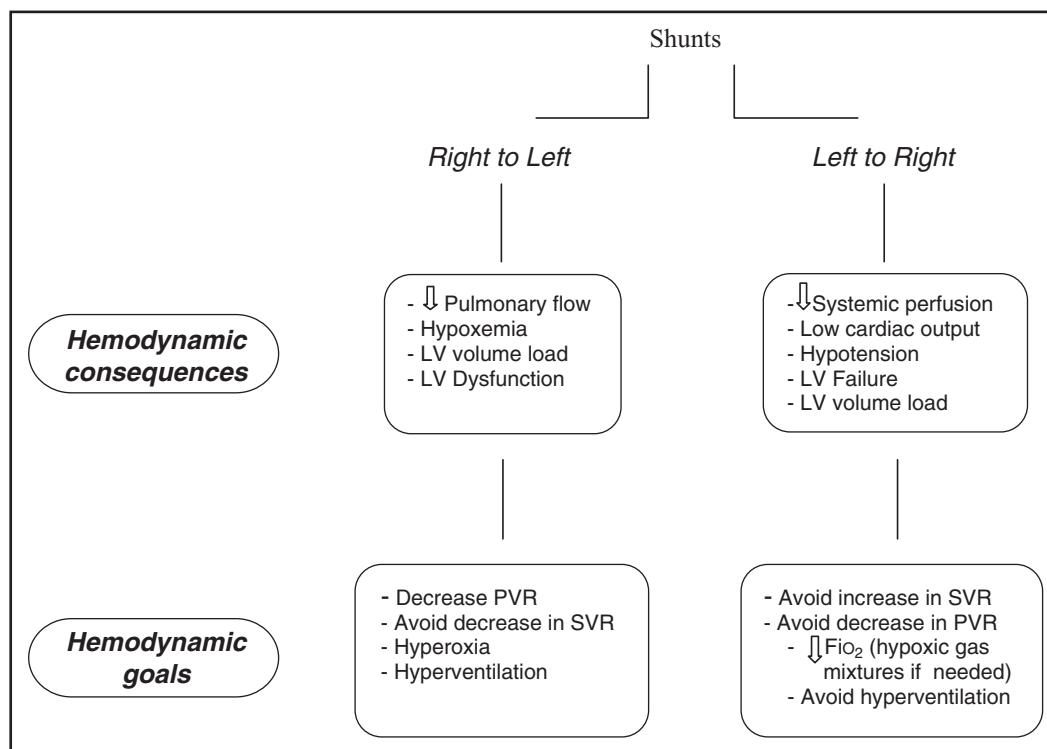 Shunts
Right to Left
Left to Right
Hemodynamic
consequences
- ⇩ Pulmonary flow
- Hypoxemia
- LV volume load
- LV Dysfunction
- ⇩Systemic perfusion
- Low cardiac output
- Hypotension
- LV Failure
- LV volume load
Hemodynamic
goals
- Decrease PVR
- Avoid decrease in SVR
- Hyperoxia
- Hyperventilation
- Avoid increase in SVR
- Avoid decrease in PVR
- ⇩FIO₂ (hypoxic gas
mixtures if needed)
- Avoid hyperventilation